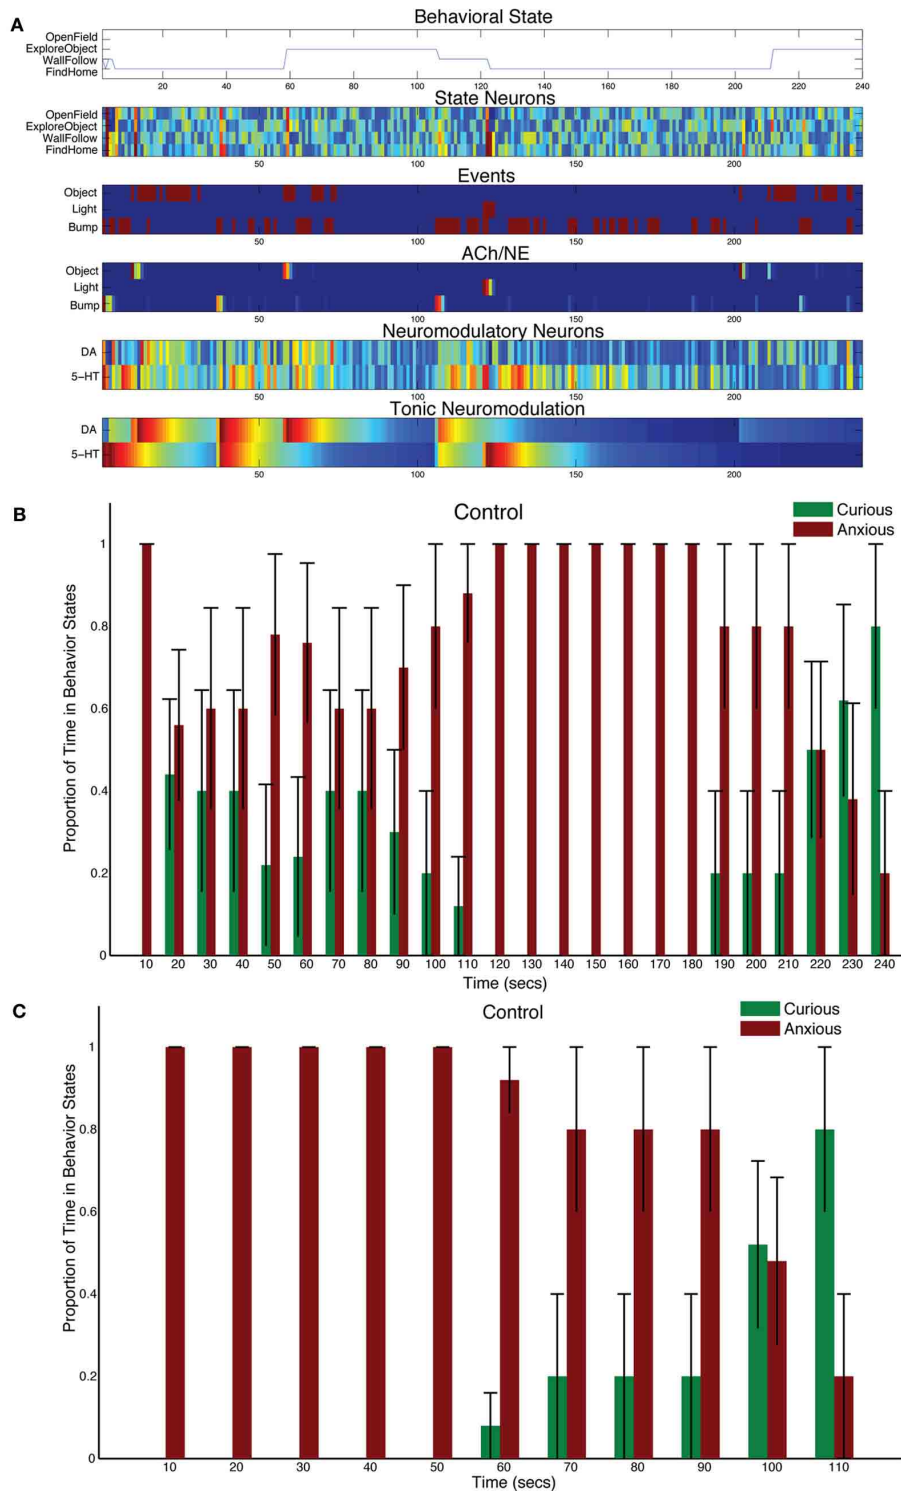 A
Behavioral State
OpenField
ExploreObject
WallFollow
FindHome
20 40 60 80 100 120 140 160 180 200 220 240
State Neurons
OpenField
ExploreObject
WallFollow
FindHome
50 100 150 200
Events
Object
Light
Bump
50 100 150 200
ACh/NE
Object
Light
Bump
50 100 150 200
Neuromodulatory Neurons
DA
5-HT
50 100 150 200
Tonic Neuromodulation
DA
5-HT
50 100 150 200
B
Control
Curious
Anxious
Proportion of Time in Behavior States
1
0.8
0.6
0.4
0.2
0
10 20 30 40 50 60 70 80 90 100 110 120 130 140 150 160 170 180 190 200 210 220 230 240
Time (secs)
C
Control
Curious
Anxious
Proportion of Time in Behavior States
1
0.8
0.6
0.4
0.2
0
10 20 30 40 50 60 70 80 90 100 110
Time (secs)